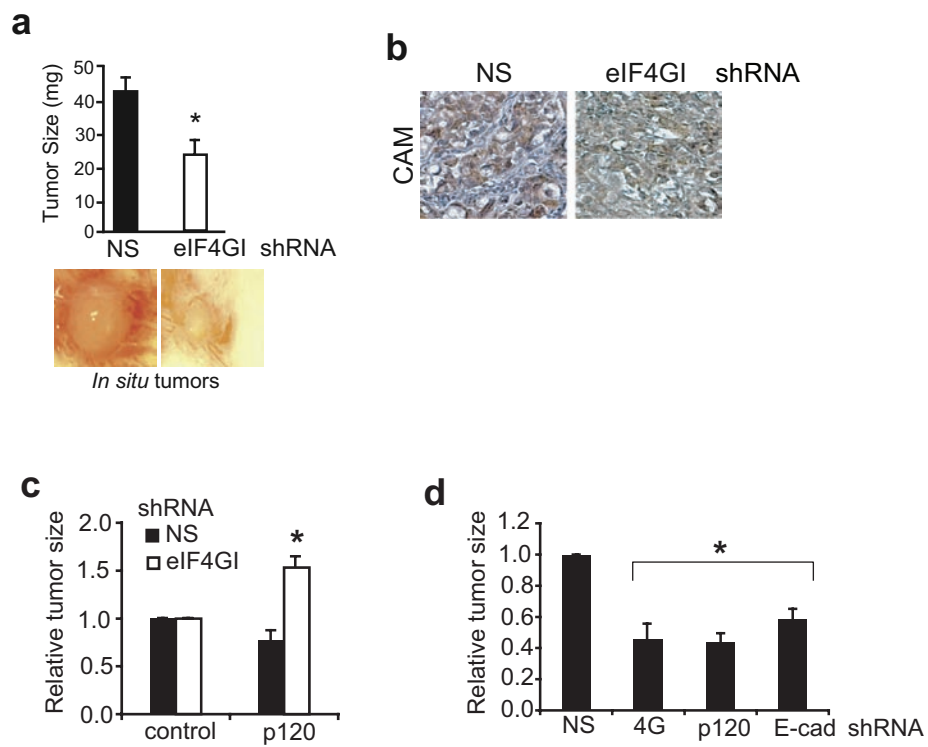 a
Tumor Size (mg)
50
40
30
20
10
0
*
NS eIF4GI shRNA
In situ tumors
b
NS eIF4GI shRNA
CAM
c
shRNA
NS
eIF4GI
Relative tumor size
2.0
1.5
1.0
0.5
0.0
*
control p120
d
Relative tumor size
1.2
1.0
0.8
0.6
0.4
0.2
0.0
*
NS 4G p120 E-cad shRNA